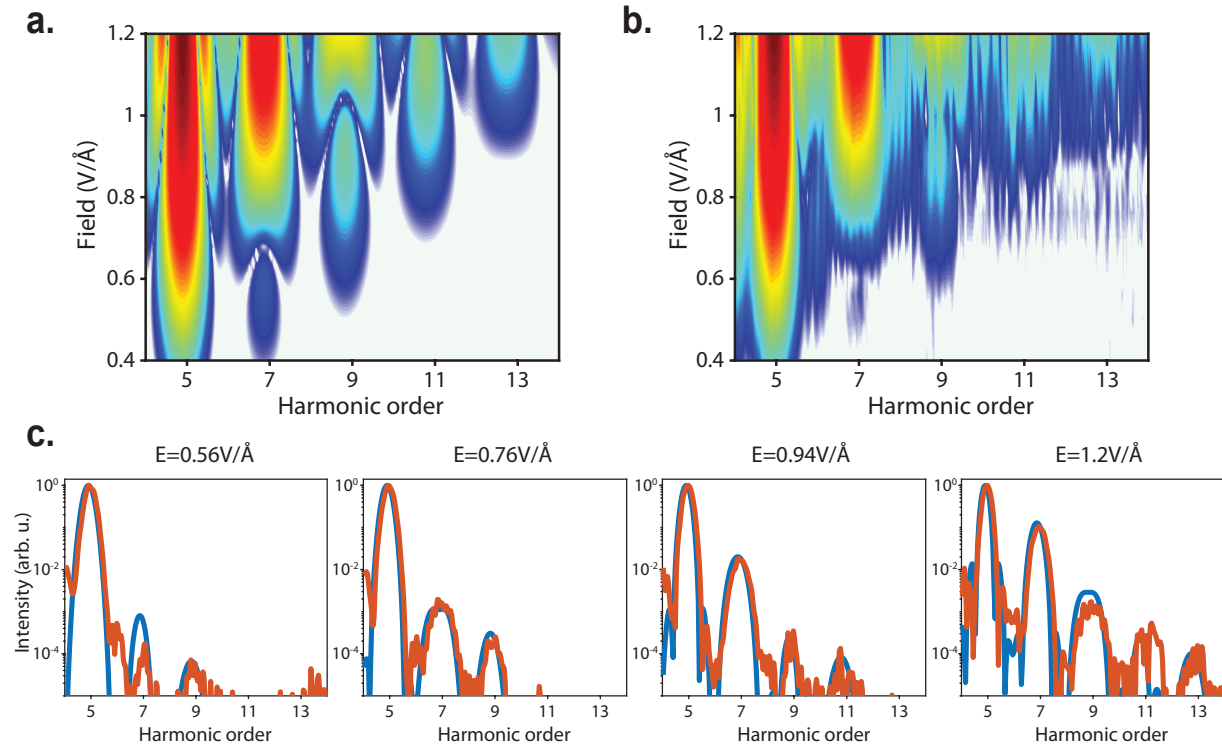 a.
b.
1.2
1
0.8
0.6
0.4
Field (V/Å)
5 7 9 11 13
Harmonic order
1.2
1
0.8
0.6
0.4
Field (V/Å)
5 7 9 11 13
Harmonic order
c.
E=0.56V/Å
E=0.76V/Å
E=0.94V/Å
E=1.2V/Å
Intensity (arb. u.)
10⁰
10⁻²
10⁻⁴
5 7 9 11 13
Harmonic order
10⁰
10⁻²
10⁻⁴
5 7 9 11 13
Harmonic order
10⁰
10⁻²
10⁻⁴
5 7 9 11 13
Harmonic order
10⁰
10⁻²
10⁻⁴
5 7 9 11 13
Harmonic order